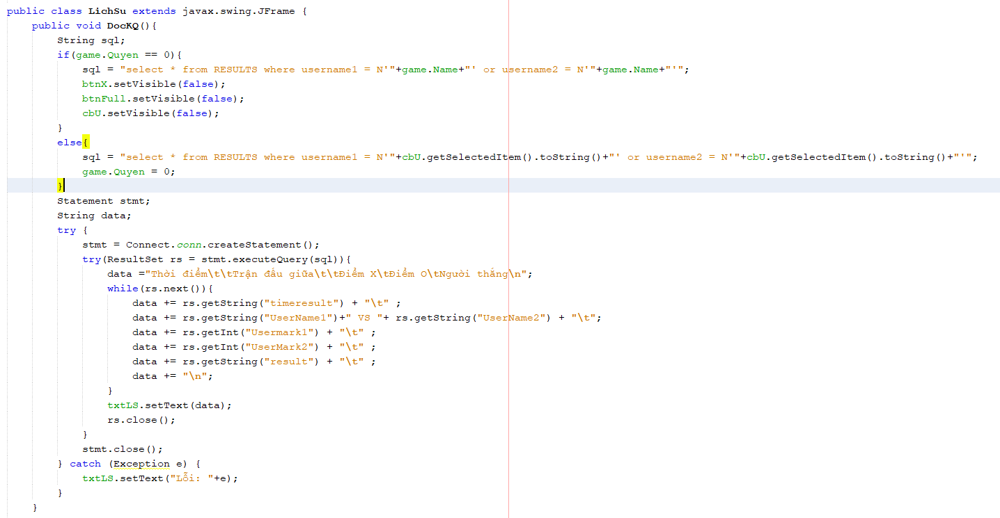 public class LichSu extends javax.swing.JFrame {
    public void DocKQ(){
        String sql;
        if(game.Quyen == 0){
            sql = "select * from RESULTS where username1 = N'"+game.Name+"' or username2 = N'"+game.Name+"'";
            btnX.setVisible(false);
            btnFull.setVisible(false);
            cbU.setVisible(false);
        }
        else{
            sql = "select * from RESULTS where username1 = N'"+cbU.getSelectedItem().toString()+"' or username2 = N'"+cbU.getSelectedItem().toString()+"'";
            game.Quyen = 0;
        }
        Statement stmt;
        String data;
        try {
            stmt = Connect.conn.createStatement();
            try(ResultSet rs = stmt.executeQuery(sql)){
                data ="Thời điểm\t\tTrận đấu giữa\t\tĐiểm X\tĐiểm O\tNgười thắng\n";
                while(rs.next()){
                    data += rs.getString("timeresult") + "\t" ;
                    data += rs.getString("UserName1")+" VS "+ rs.getString("UserName2") + "\t";
                    data += rs.getInt("Usermark1") + "\t" ;
                    data += rs.getInt("UserMark2") + "\t" ;
                    data += rs.getString("result") + "\t" ;
                    data += "\n";
                }
                txtLS.setText(data);
                rs.close();
            }
            stmt.close();
        } catch (Exception e) {
            txtLS.setText("Lỗi: "+e);
        }
    }